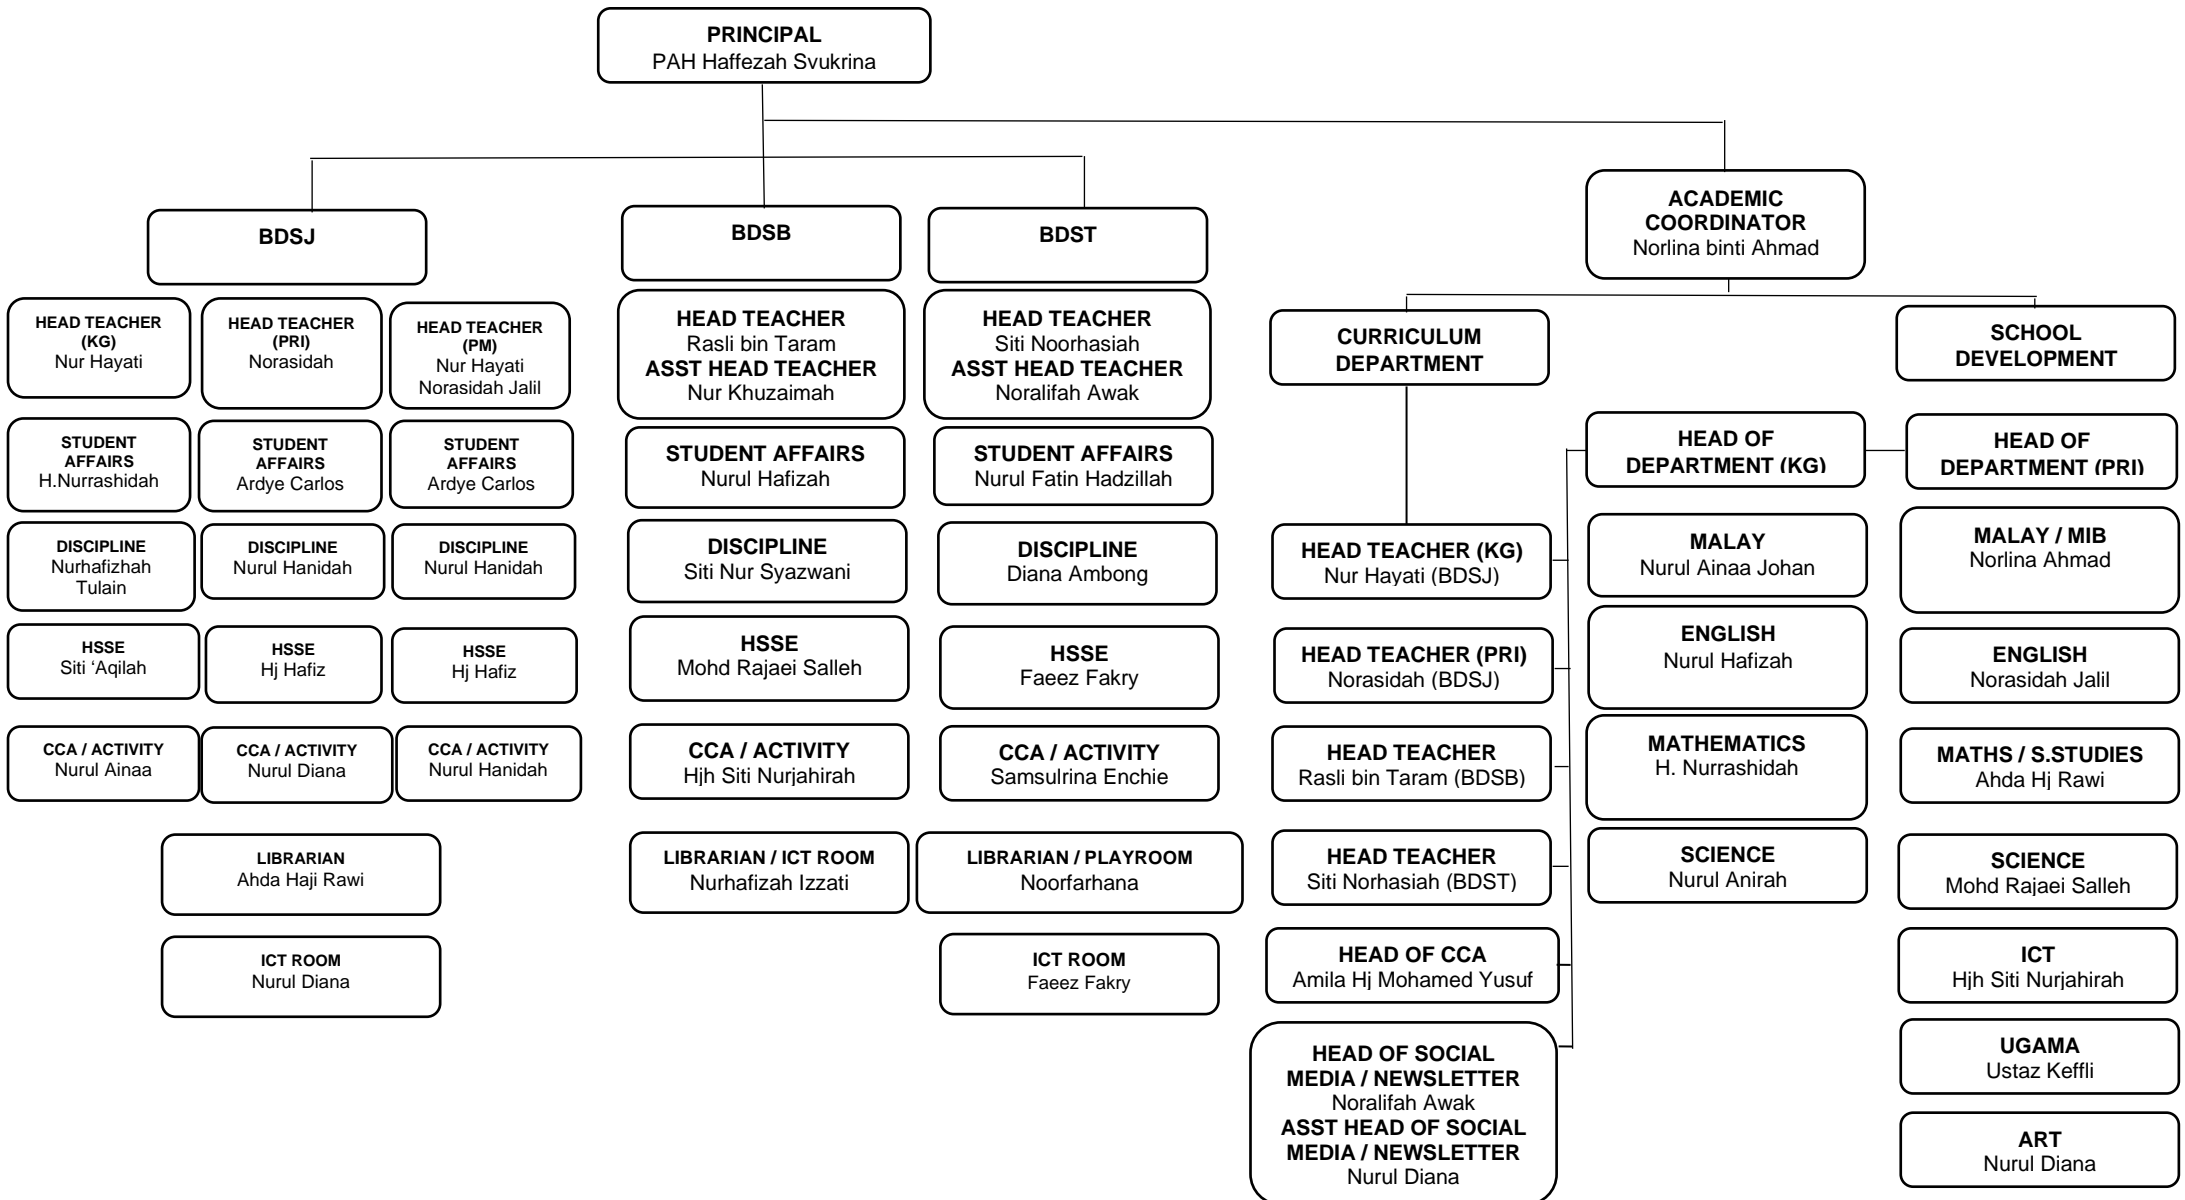 PRINCIPAL
PAH Haffezah Svukrina
BDSJ
HEAD TEACHER
(KG)
Nur Hayati
HEAD TEACHER
(PRI)
Norasidah
HEAD TEACHER
(PM)
Nur Hayati
Norasidah Jalil
STUDENT
AFFAIRS
H.Nurrashidah
STUDENT
AFFAIRS
Ardye Carlos
STUDENT
AFFAIRS
Ardye Carlos
DISCIPLINE
Nurhafizhah
Tulain
DISCIPLINE
Nurul Hanidah
DISCIPLINE
Nurul Hanidah
HSSE
Siti ‘Aqilah
HSSE
Hj Hafiz
HSSE
Hj Hafiz
CCA / ACTIVITY
Nurul Ainaa
CCA / ACTIVITY
Nurul Diana
CCA / ACTIVITY
Nurul Hanidah
LIBRARIAN
Ahda Haji Rawi
ICT ROOM
Nurul Diana
BDSB
HEAD TEACHER
Rasli bin Taram
ASST HEAD TEACHER
Nur Khuzaimah
STUDENT AFFAIRS
Nurul Hafizah
DISCIPLINE
Siti Nur Syazwani
HSSE
Mohd Rajaei Salleh
CCA / ACTIVITY
Hjh Siti Nurjahirah
LIBRARIAN / ICT ROOM
Nurhafizah Izzati
BDST
HEAD TEACHER
Siti Noorhasiah
ASST HEAD TEACHER
Noralifah Awak
STUDENT AFFAIRS
Nurul Fatin Hadzillah
DISCIPLINE
Diana Ambong
HSSE
Faeez Fakry
CCA / ACTIVITY
Samsulrina Enchie
LIBRARIAN / PLAYROOM
Noorfarhana
ICT ROOM
Faeez Fakry
ACADEMIC
COORDINATOR
Norlina binti Ahmad
CURRICULUM
DEPARTMENT
HEAD TEACHER (KG)
Nur Hayati (BDSJ)
HEAD TEACHER (PRI)
Norasidah (BDSJ)
HEAD TEACHER
Rasli bin Taram (BDSB)
HEAD TEACHER
Siti Norhasiah (BDST)
HEAD OF CCA
Amila Hj Mohamed Yusuf
HEAD OF SOCIAL
MEDIA / NEWSLETTER
Noralifah Awak
ASST HEAD OF SOCIAL
MEDIA / NEWSLETTER
Nurul Diana
SCHOOL
DEVELOPMENT
HEAD OF
DEPARTMENT (KG)
MALAY
Nurul Ainaa Johan
ENGLISH
Nurul Hafizah
MATHEMATICS
H. Nurrashidah
SCIENCE
Nurul Anirah
HEAD OF
DEPARTMENT (PRI)
MALAY / MIB
Norlina Ahmad
ENGLISH
Norasidah Jalil
MATHS / S.STUDIES
Ahda Hj Rawi
SCIENCE
Mohd Rajaei Salleh
ICT
Hjh Siti Nurjahirah
UGAMA
Ustaz Keffli
ART
Nurul Diana